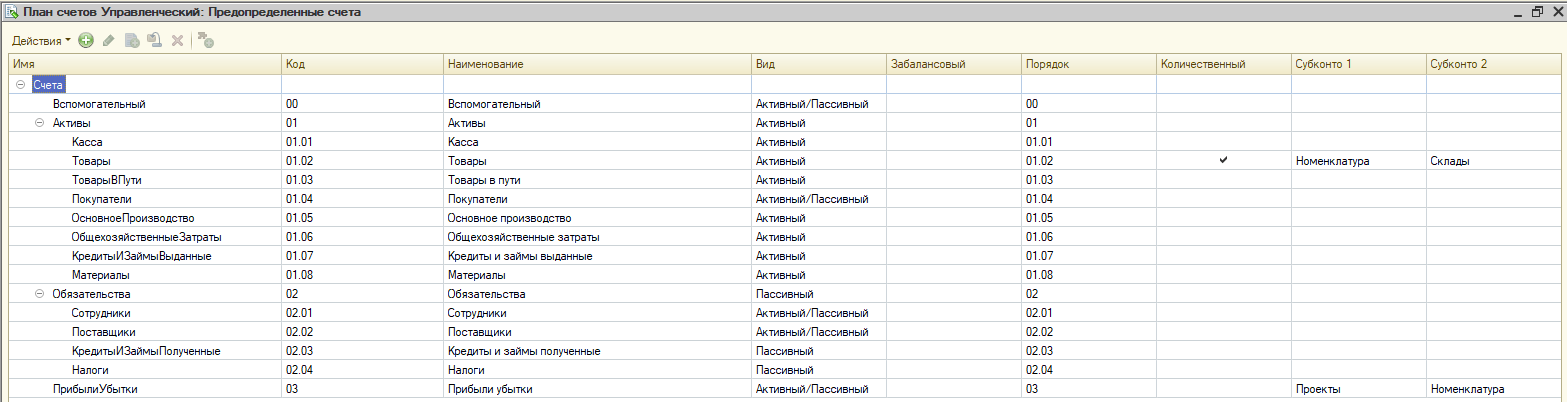 План счетов Управленческий: Предопределенные счета
Действия
Имя Код Наименование Вид Забалансовый Порядок Количественный Субконто 1 Субконто 2
Счета
Вспомогательный 00 Вспомогательный Активный/Пассивный 00
Активы 01 Активы Активный 01
Касса 01.01 Касса Активный 01.01
Товары 01.02 Товары Активный 01.02 Номенклатура Склады
ТоварыВПути 01.03 Товары в пути Активный 01.03
Покупатели 01.04 Покупатели Активный/Пассивный 01.04
ОсновноеПроизводство 01.05 Основное производство Активный 01.05
ОбщехозяйственныеЗатраты 01.06 Общехозяйственные затраты Активный 01.06
КредитыИЗаймыВыданные 01.07 Кредиты и займы выданные Активный 01.07
Материалы 01.08 Материалы Активный 01.08
Обязательства 02 Обязательства Пассивный 02
Сотрудники 02.01 Сотрудники Активный/Пассивный 02.01
Поставщики 02.02 Поставщики Активный/Пассивный 02.02
КредитыИЗаймыПолученные 02.03 Кредиты и займы полученные Пассивный 02.03
Налоги 02.04 Налоги Пассивный 02.04
ПрибылиУбытки 03 Прибыли убытки Активный/Пассивный 03 Проекты Номенклатура